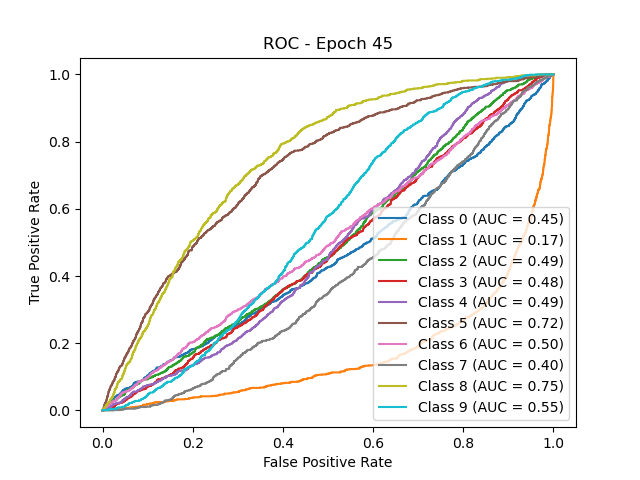 ROC - Epoch 45
True Positive Rate
1.0
0.8
0.6
0.4
0.2
0.0
Class 0 (AUC = 0.45)
Class 1 (AUC = 0.17)
Class 2 (AUC = 0.49)
Class 3 (AUC = 0.48)
Class 4 (AUC = 0.49)
Class 5 (AUC = 0.72)
Class 6 (AUC = 0.50)
Class 7 (AUC = 0.40)
Class 8 (AUC = 0.75)
Class 9 (AUC = 0.55)
0.0 0.2 0.4 0.6 0.8 1.0
False Positive Rate